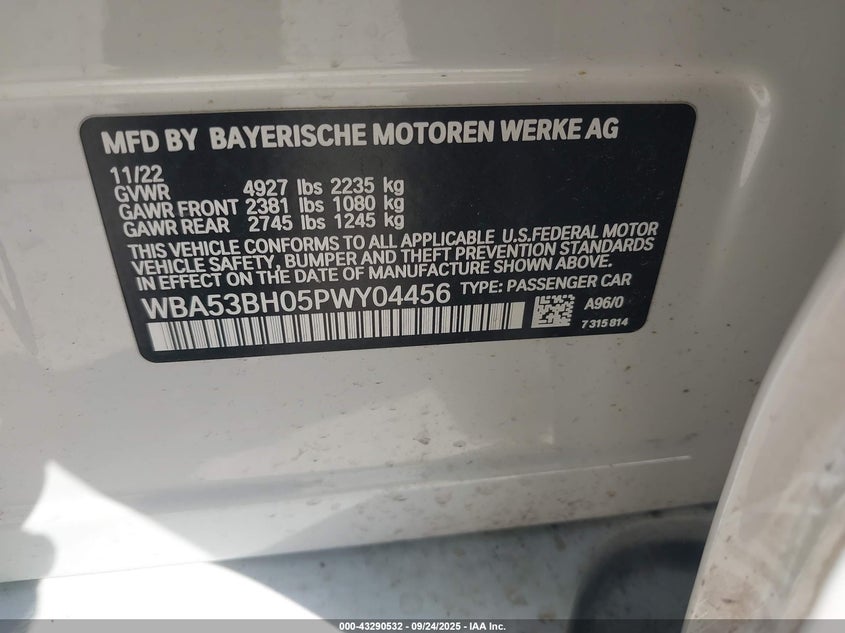 MFD BY BAYERISCHE MOTOREN WERKE AG
11/22
GVWR 4927 lbs 2235 kg
GAWR FRONT 2381 lbs 1080 kg
GAWR REAR 2745 lbs 1245 kg
THIS VEHICLE CONFORMS TO ALL APPLICABLE U.S.FEDERAL MOTOR
VEHICLE SAFETY, BUMPER AND THEFT PREVENTION STANDARDS
IN EFFECT ON THE DATE OF MANUFACTURE SHOWN ABOVE.
WBA53BH05PWY04456 TYPE: PASSENGER CAR
A96/0
7315814
000-43290532 - 09/24/2025 - IAA Inc.